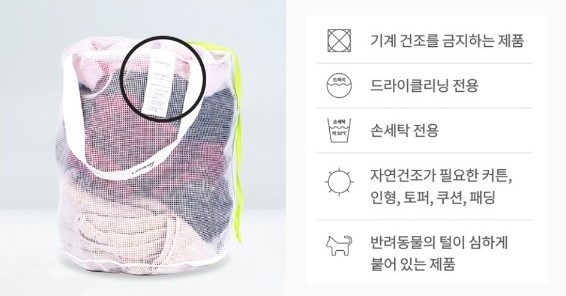 기계 건조를 금지하는 제품
드라이
드라이클리닝 전용
손세탁
약 30℃
손세탁 전용
자연건조가 필요한 커튼,
인형, 토퍼, 쿠션, 패딩
반려동물의 털이 심하게
붙어 있는 제품